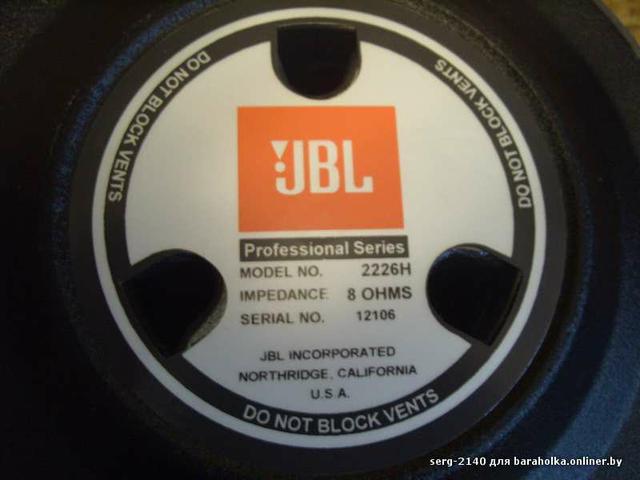 DO NOT BLOCK VENTS
DO NOT BLOCK VENTS
JBL
Professional Series
MODEL NO. 2226H
IMPEDANCE 8 OHMS
SERIAL NO. 12106
JBL INCORPORATED
NORTHRIDGE, CALIFORNIA
U.S.A.
DO NOT BLOCK VENTS
serg-2140 для baraholka.onliner.by